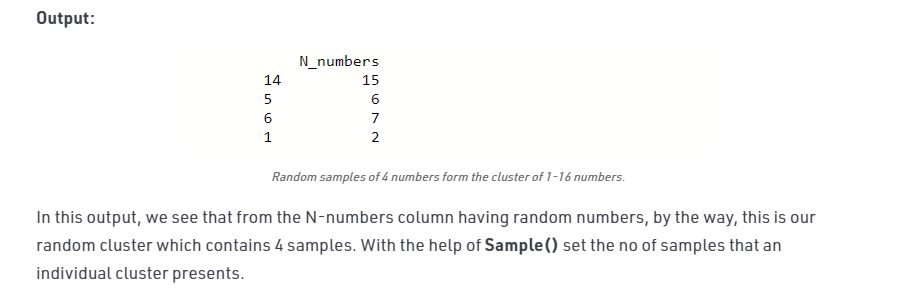 Output:
N_numbers
14 15
5 6
6 7
1 2
Random samples of 4 numbers form the cluster of 1-16 numbers.
In this output, we see that from the N-numbers column having random numbers, by the way, this is our
random cluster which contains 4 samples. With the help of Sample() set the no of samples that an
individual cluster presents.